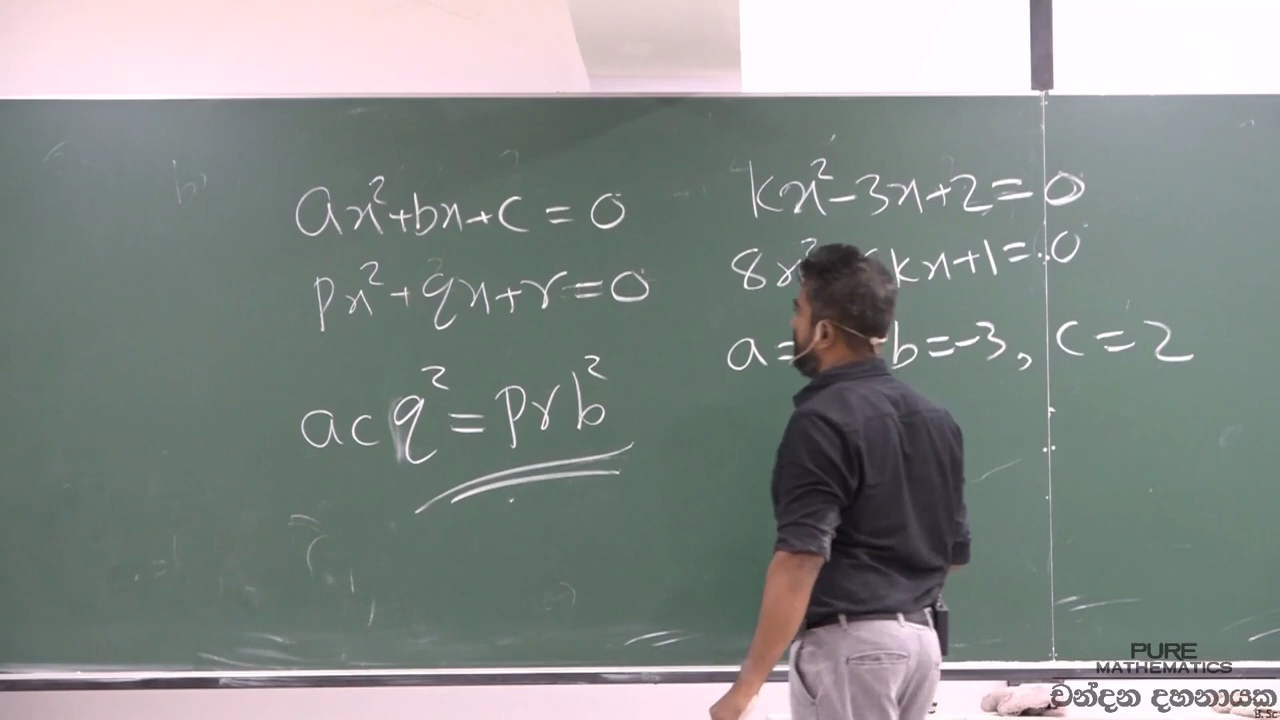 ax²+bx+c=0
px²+qx+r=0
acq²=prb²
kx²-3x+2=0
8x² kx+1=0
a= b=-3, c=2
PURE
MATHEMATICS
චන්දන දහනායක
B.Sc